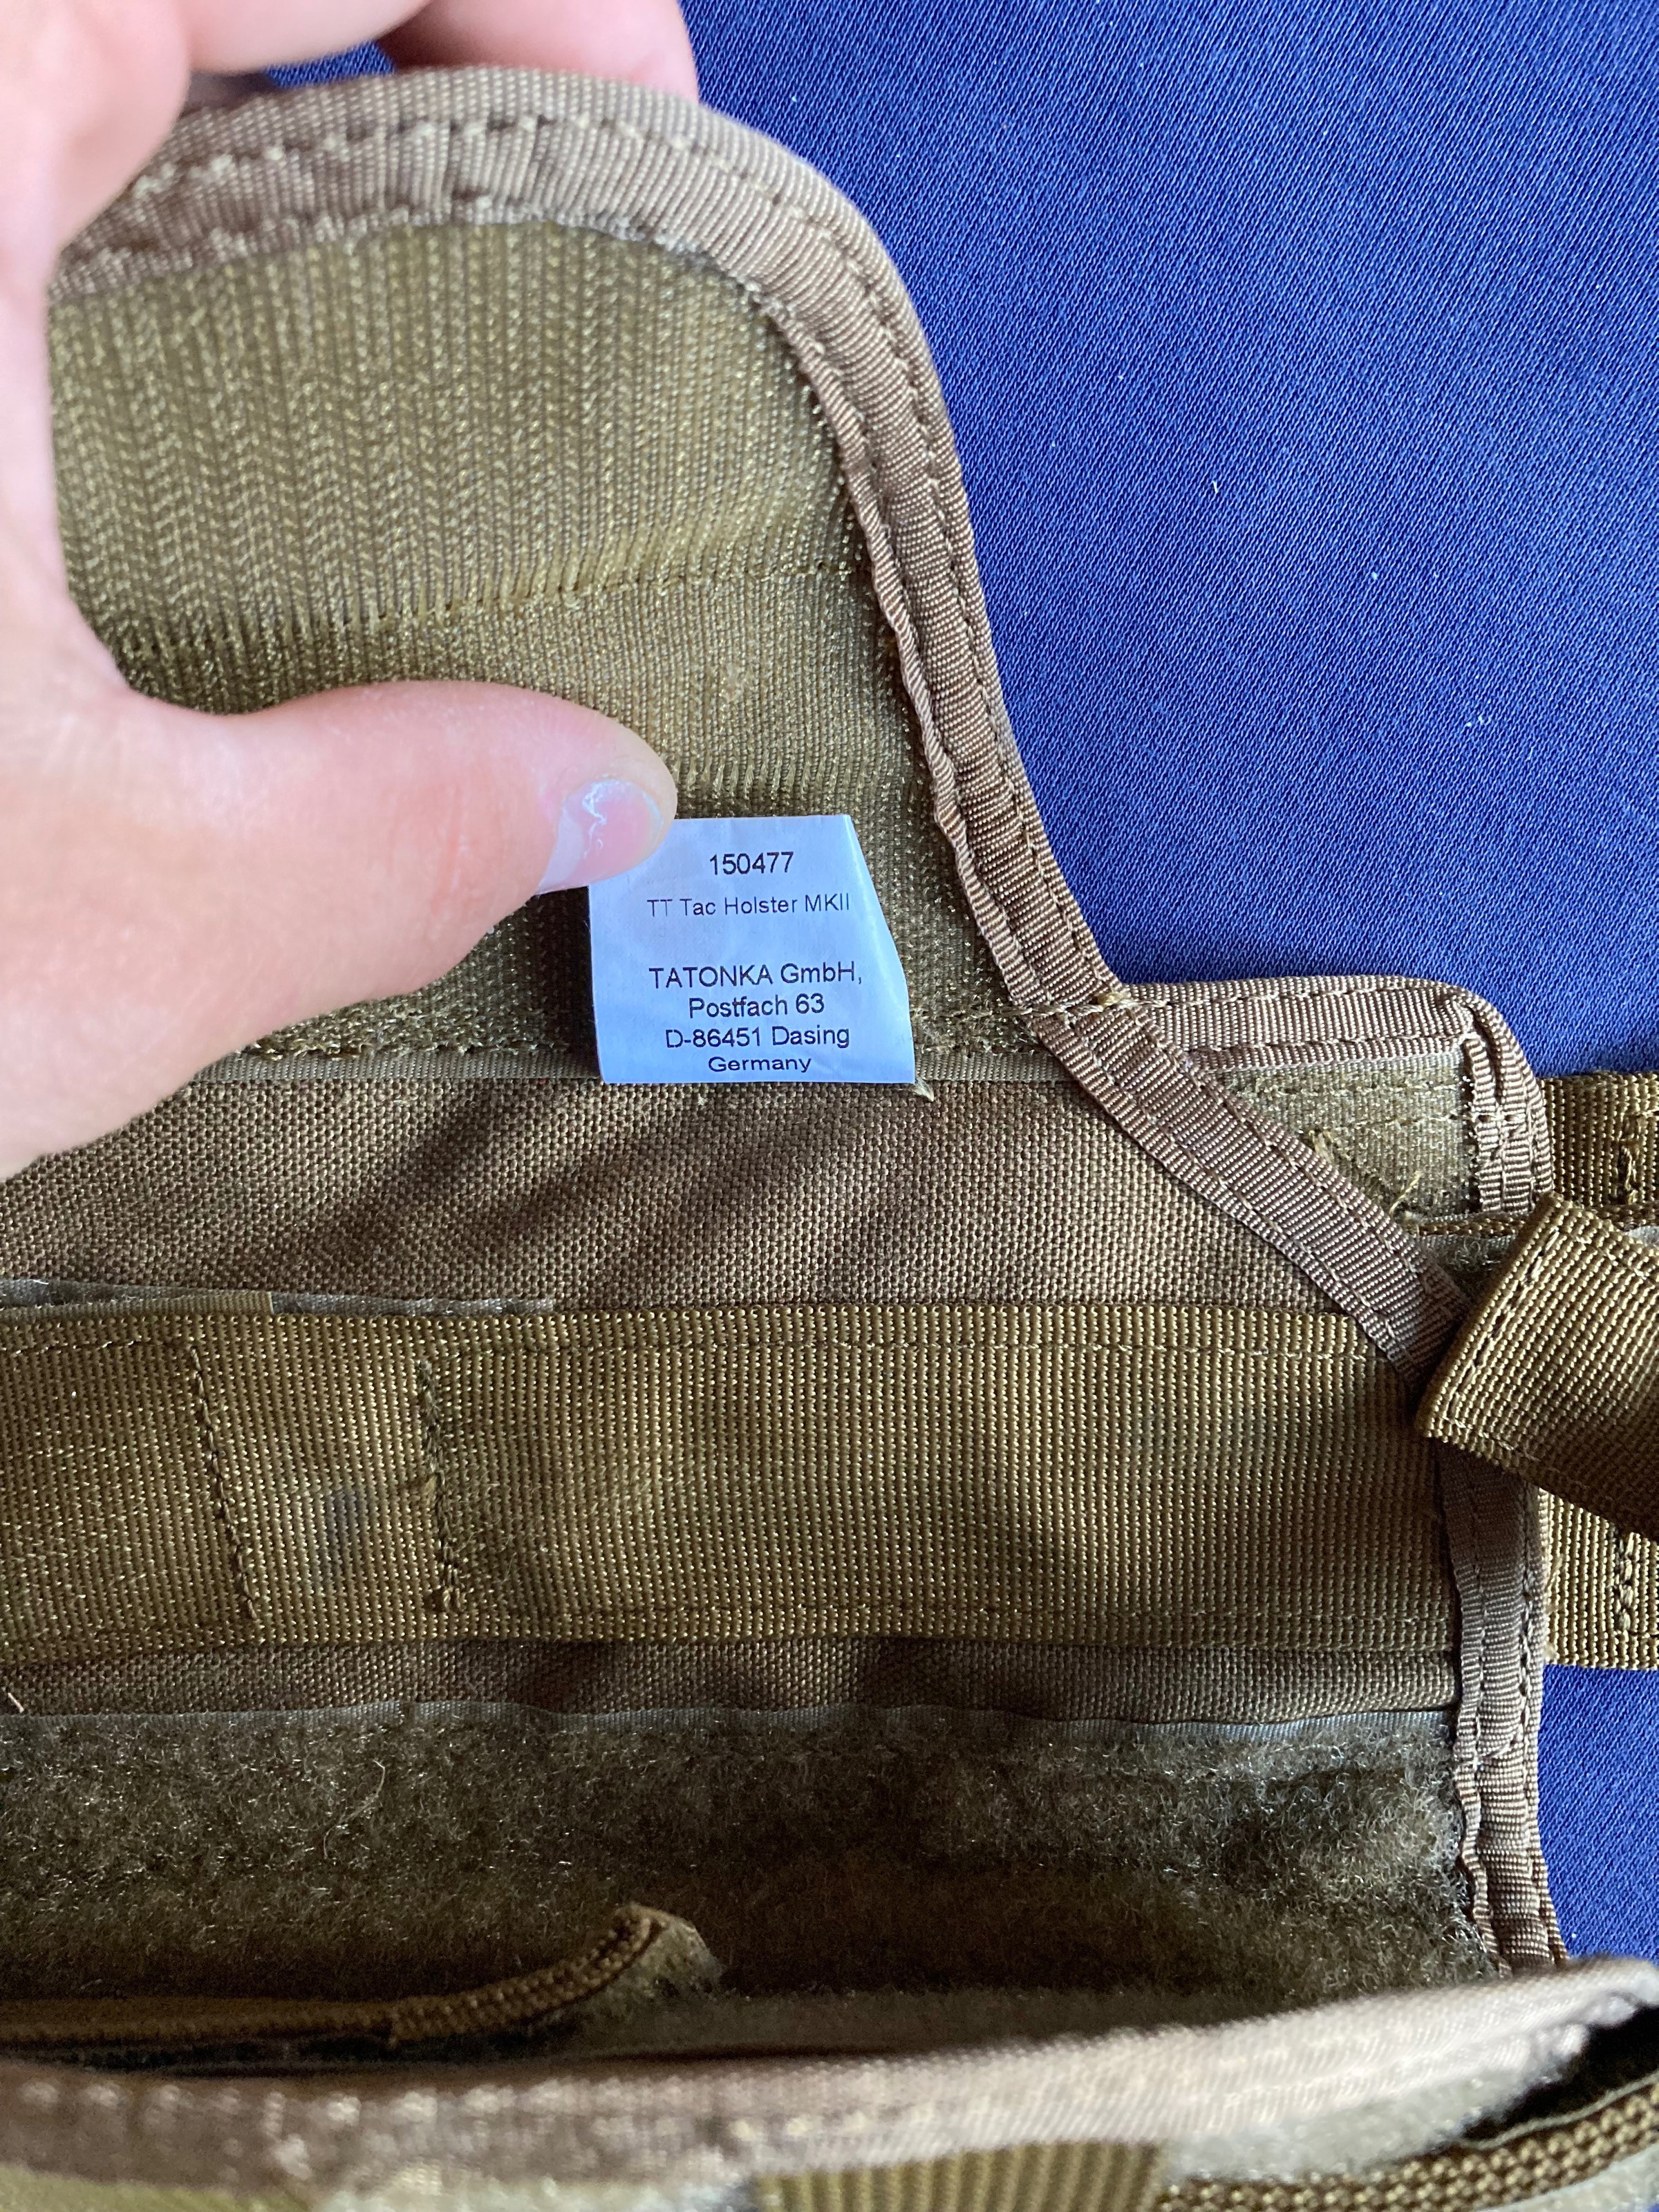 150477
TT Tac Holster MKII
TATONKA GmbH,
Postfach 63
D-86451 Dasing
Germany